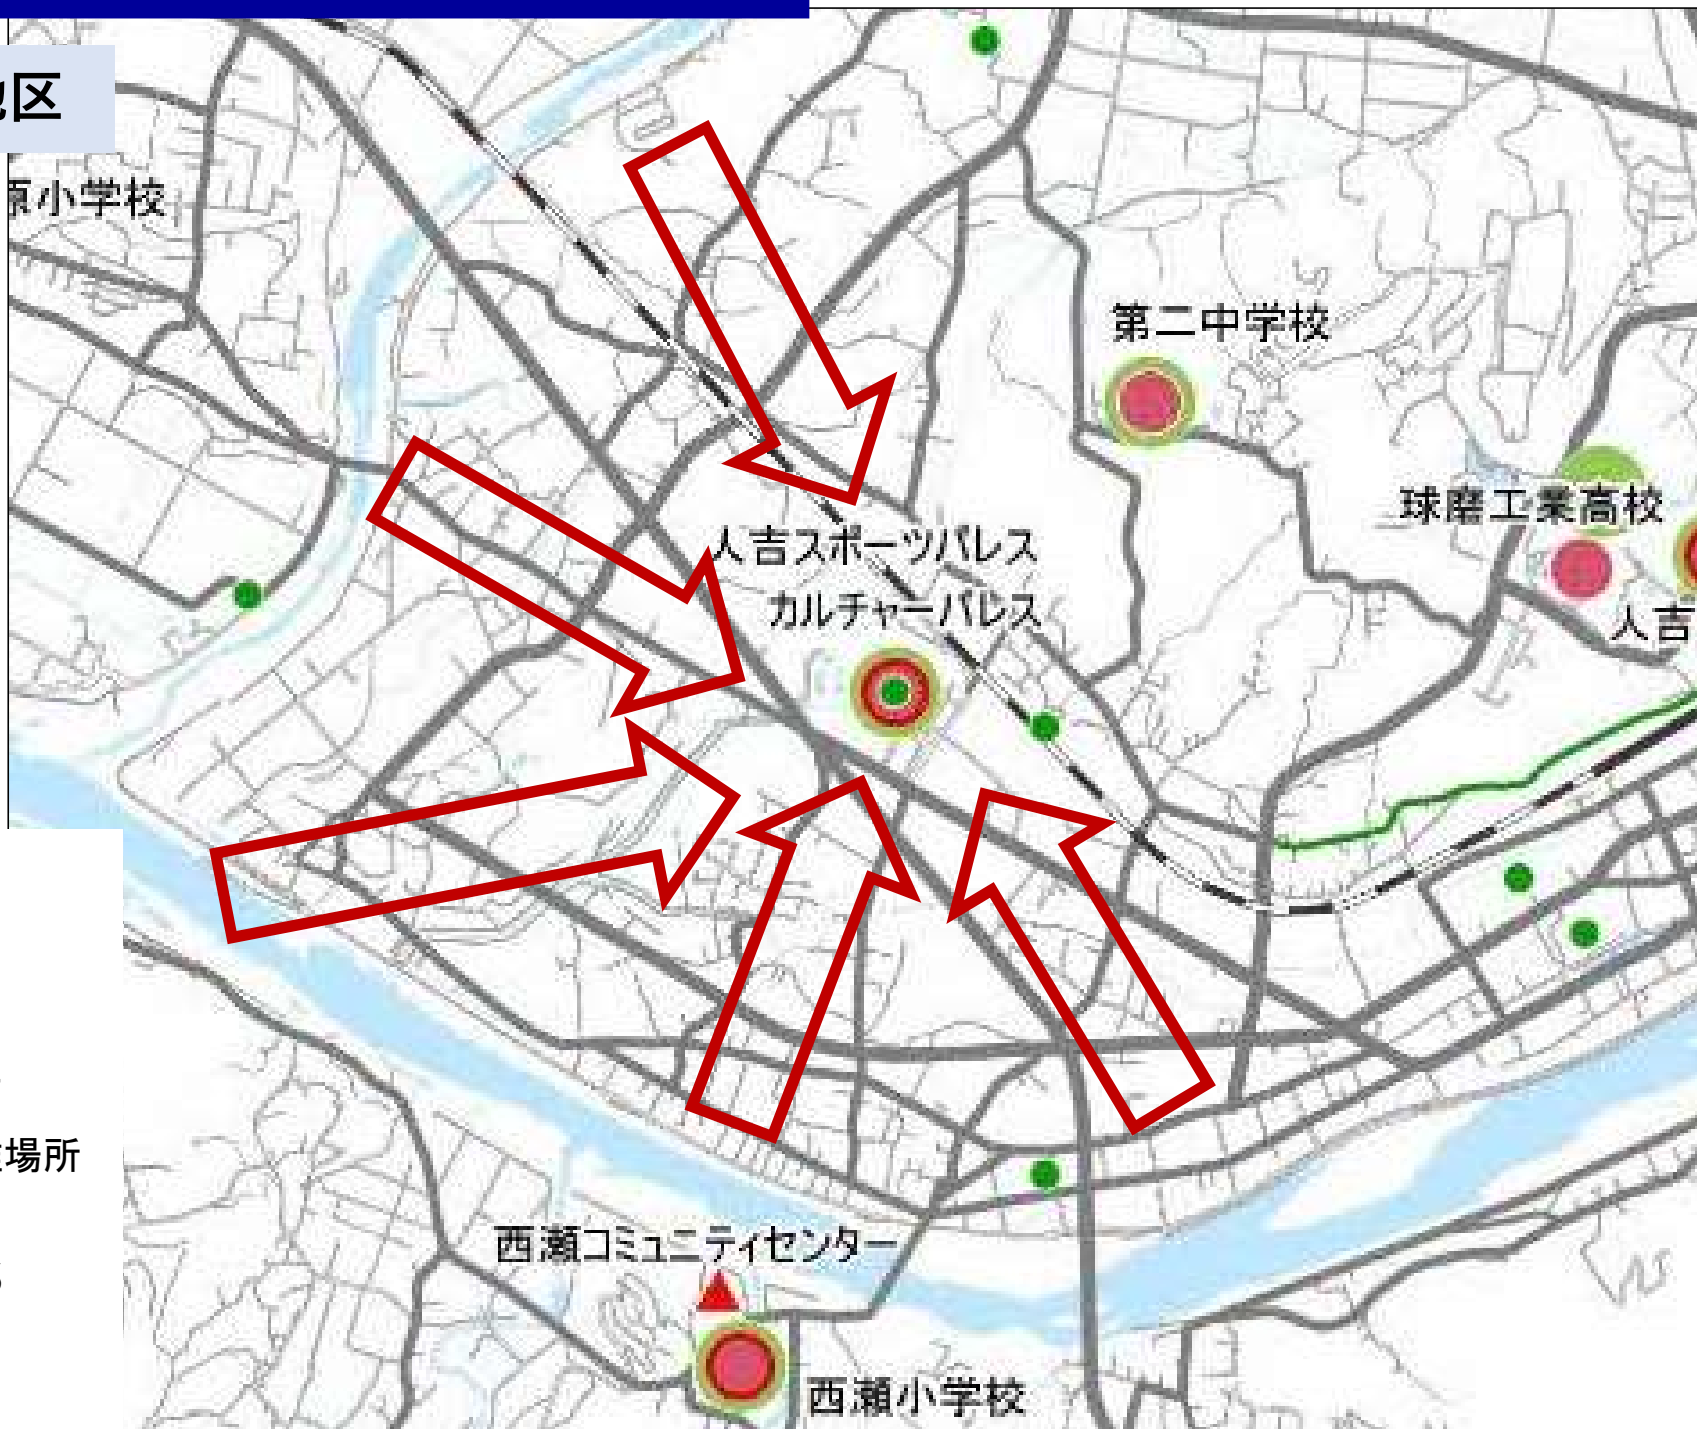 地区
原小学校
第二中学校
球磨工業高校
人吉スポーツパレス
カルチャーパレス
人吉
場所
西瀬コミュニティセンター
西瀬小学校